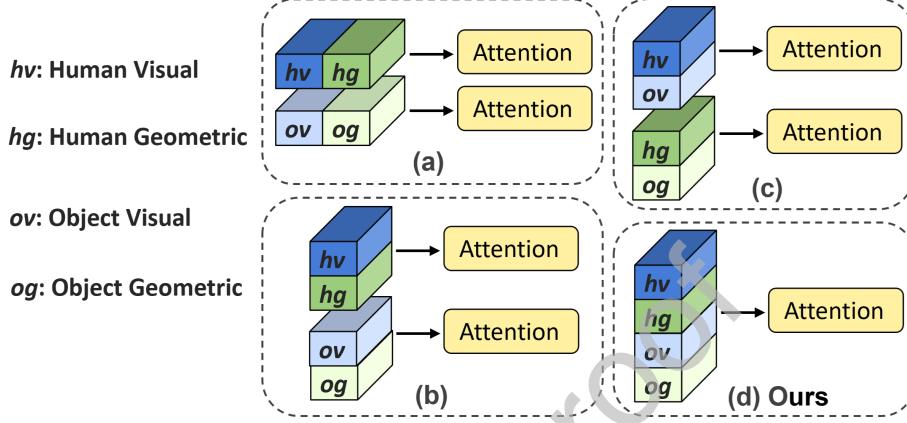 hv: Human Visual
hg: Human Geometric
ov: Object Visual
og: Object Geometric
hv hg
Attention
ov og
Attention
(a)
hv
hg
Attention
ov
og
Attention
(b)
hv
ov
Attention
hg
og
Attention
(c)
hv
hg
ov
og
Attention
(d) Ours
roof